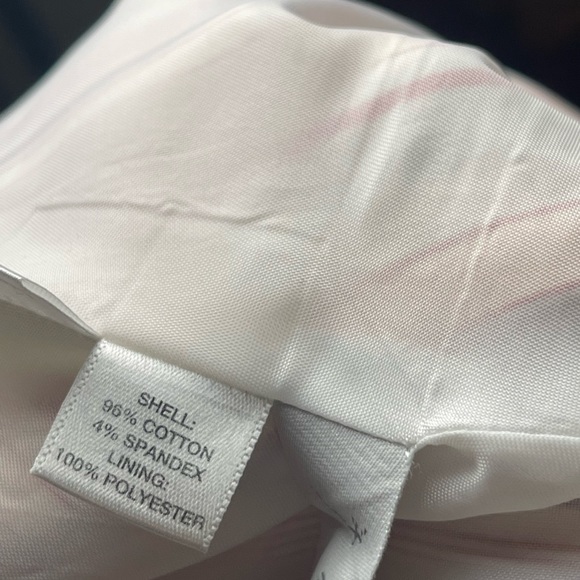 SHELL:
96% COTTON
4% SPANDEX
LINING:
100% POLYESTER